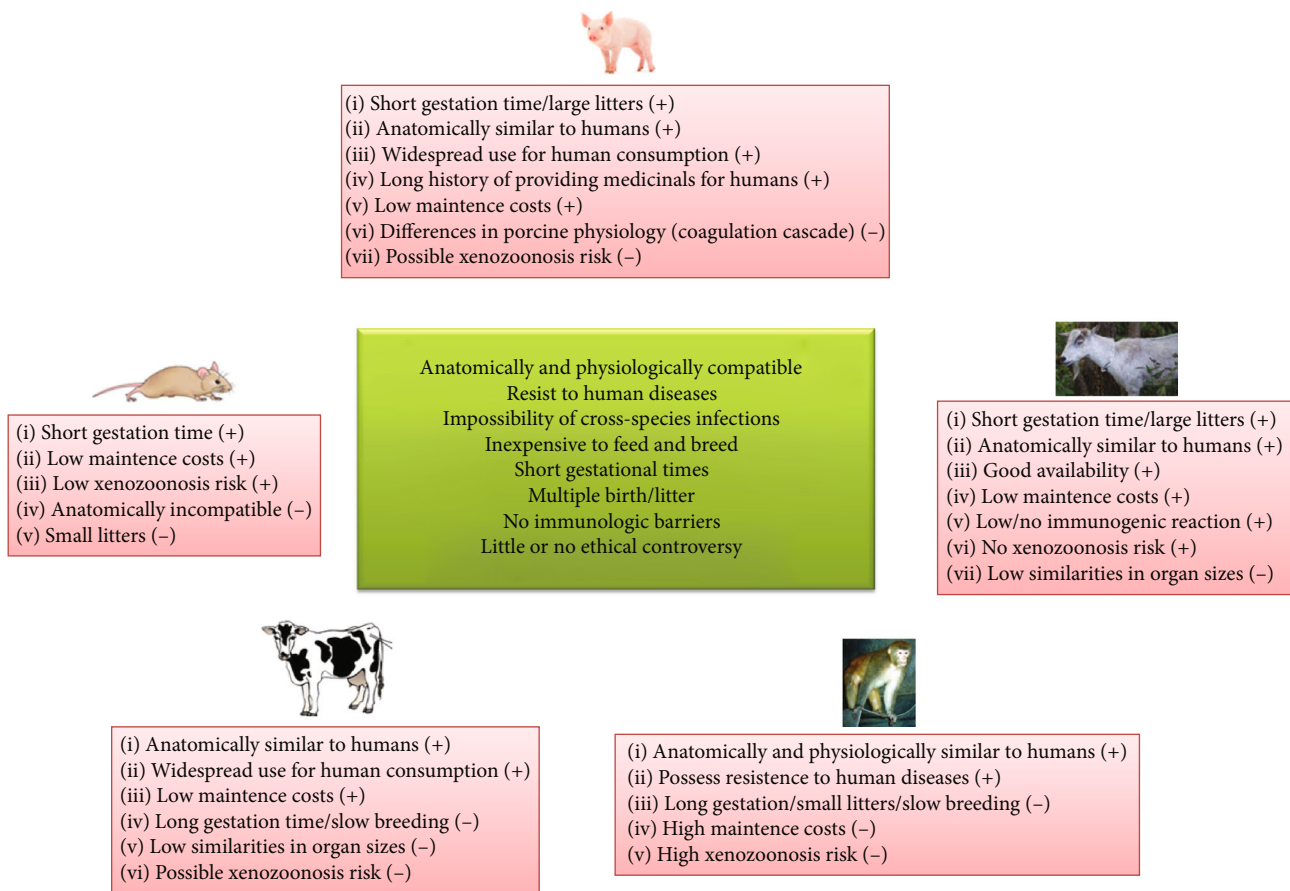 (i) Short gestation time/large litters (+)
(ii) Anatomically similar to humans (+)
(iii) Widespread use for human consumption (+)
(iv) Long history of providing medicinals for humans (+)
(v) Low maintence costs (+)
(vi) Differences in porcine physiology (coagulation cascade) (–)
(vii) Possible xenozoonosis risk (–)
(i) Short gestation time (+)
(ii) Low maintence costs (+)
(iii) Low xenozoonosis risk (+)
(iv) Anatomically incompatible (–)
(v) Small litters (–)
Anatomically and physiologically compatible
Resist to human diseases
Impossibility of cross-species infections
Inexpensive to feed and breed
Short gestational times
Multiple birth/litter
No immunologic barriers
Little or no ethical controversy
(i) Short gestation time/large litters (+)
(ii) Anatomically similar to humans (+)
(iii) Good availability (+)
(iv) Low maintence costs (+)
(v) Low/no immunogenic reaction (+)
(vi) No xenozoonosis risk (+)
(vii) Low similarities in organ sizes (–)
(i) Anatomically similar to humans (+)
(ii) Widespread use for human consumption (+)
(iii) Low maintence costs (+)
(iv) Long gestation time/slow breeding (–)
(v) Low similarities in organ sizes (–)
(vi) Possible xenozoonosis risk (–)
(i) Anatomically and physiologically similar to humans (+)
(ii) Possess resistence to human diseases (+)
(iii) Long gestation/small litters/slow breeding (–)
(iv) High maintence costs (–)
(v) High xenozoonosis risk (–)